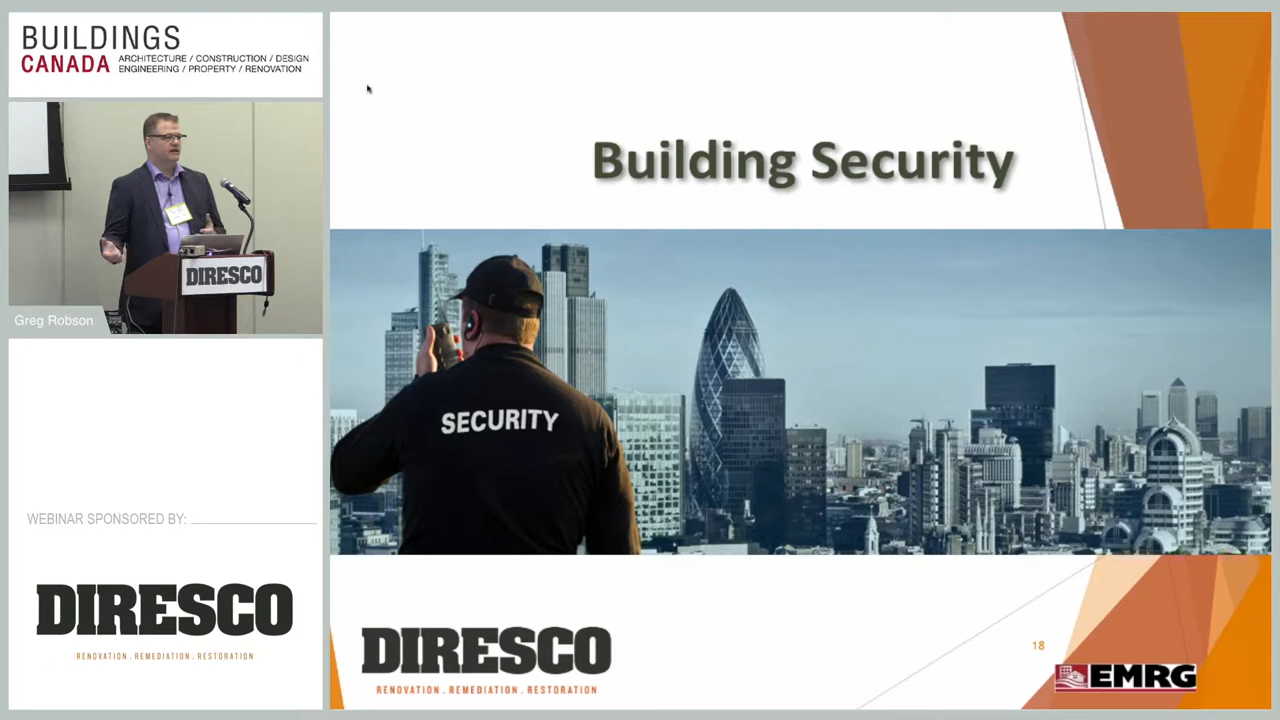 BUILDINGS
CANADA
ARCHITECTURE / CONSTRUCTION / DESIGN
ENGINEERING / PROPERTY / RENOVATION
DIRESCO
Greg Robson
WEBINAR SPONSORED BY:
DIRESCO
RENOVATION . REMEDIATION . RESTORATION
Building Security
SECURITY
DIRESCO
RENOVATION . REMEDIATION . RESTORATION
18
EMRG